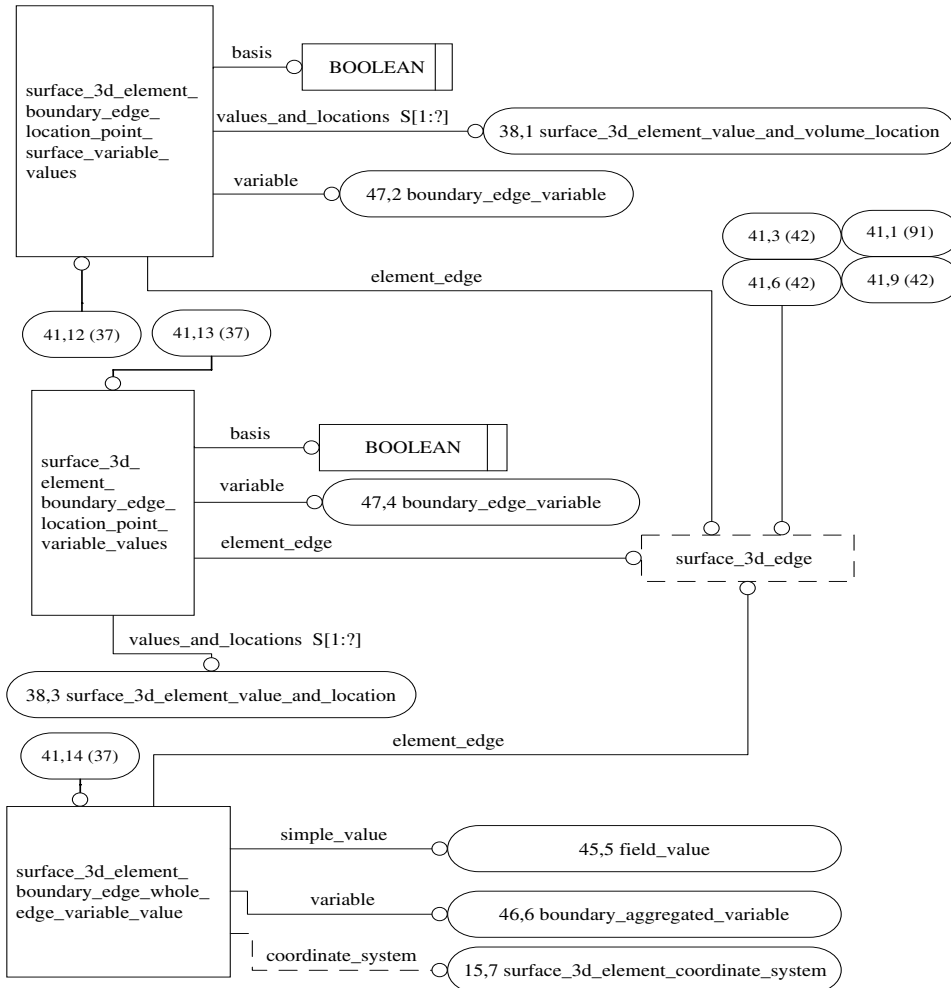 basis
BOOLEAN
surface_3d_element_
boundary_edge_
location_point_
surface_variable_
values
values_and_locations S[1:?]
38,1 surface_3d_element_value_and_volume_location
variable
47,2 boundary_edge_variable
41,3 (42)
41,1 (91)
41,6 (42)
41,9 (42)
element_edge
41,12 (37)
41,13 (37)
basis
BOOLEAN
surface_3d_
element_
boundary_edge_
location_point_
variable_values
variable
47,4 boundary_edge_variable
element_edge
surface_3d_edge
values_and_locations S[1:?]
38,3 surface_3d_element_value_and_location
41,14 (37)
element_edge
surface_3d_element_
boundary_edge_whole_
edge_variable_value
simple_value
45,5 field_value
variable
46,6 boundary_aggregated_variable
coordinate_system
15,7 surface_3d_element_coordinate_system